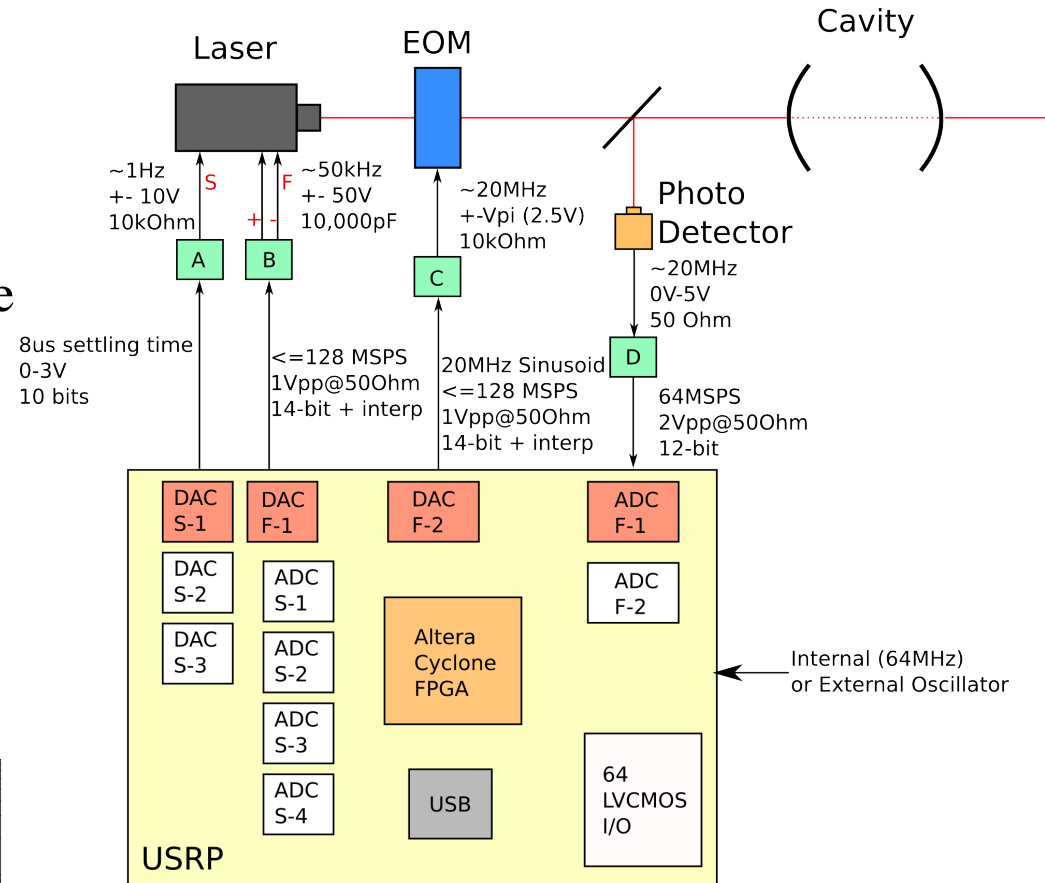 Laser
EOM
Cavity
~1Hz
+- 10V
10kOhm
S
+ -
F
~50kHz
+- 50V
10,000pF
~20MHz
+-Vpi (2.5V)
10kOhm
Photo
Detector
~20MHz
0V-5V
50 Ohm
A
B
C
D
e
8us settling time
0-3V
10 bits
<=128 MSPS
1Vpp@50Ohm
14-bit + interp
20MHz Sinusoid
<=128 MSPS
1Vpp@50Ohm
14-bit + interp
64MSPS
2Vpp@50Ohm
12-bit
DAC
S-1
DAC
F-1
DAC
F-2
ADC
F-1
DAC
S-2
ADC
S-1
ADC
F-2
DAC
S-3
ADC
S-2
ADC
S-3
ADC
S-4
Altera
Cyclone
FPGA
Internal (64MHz)
or External Oscillator
USB
64
LVCMOS
I/O
USRP